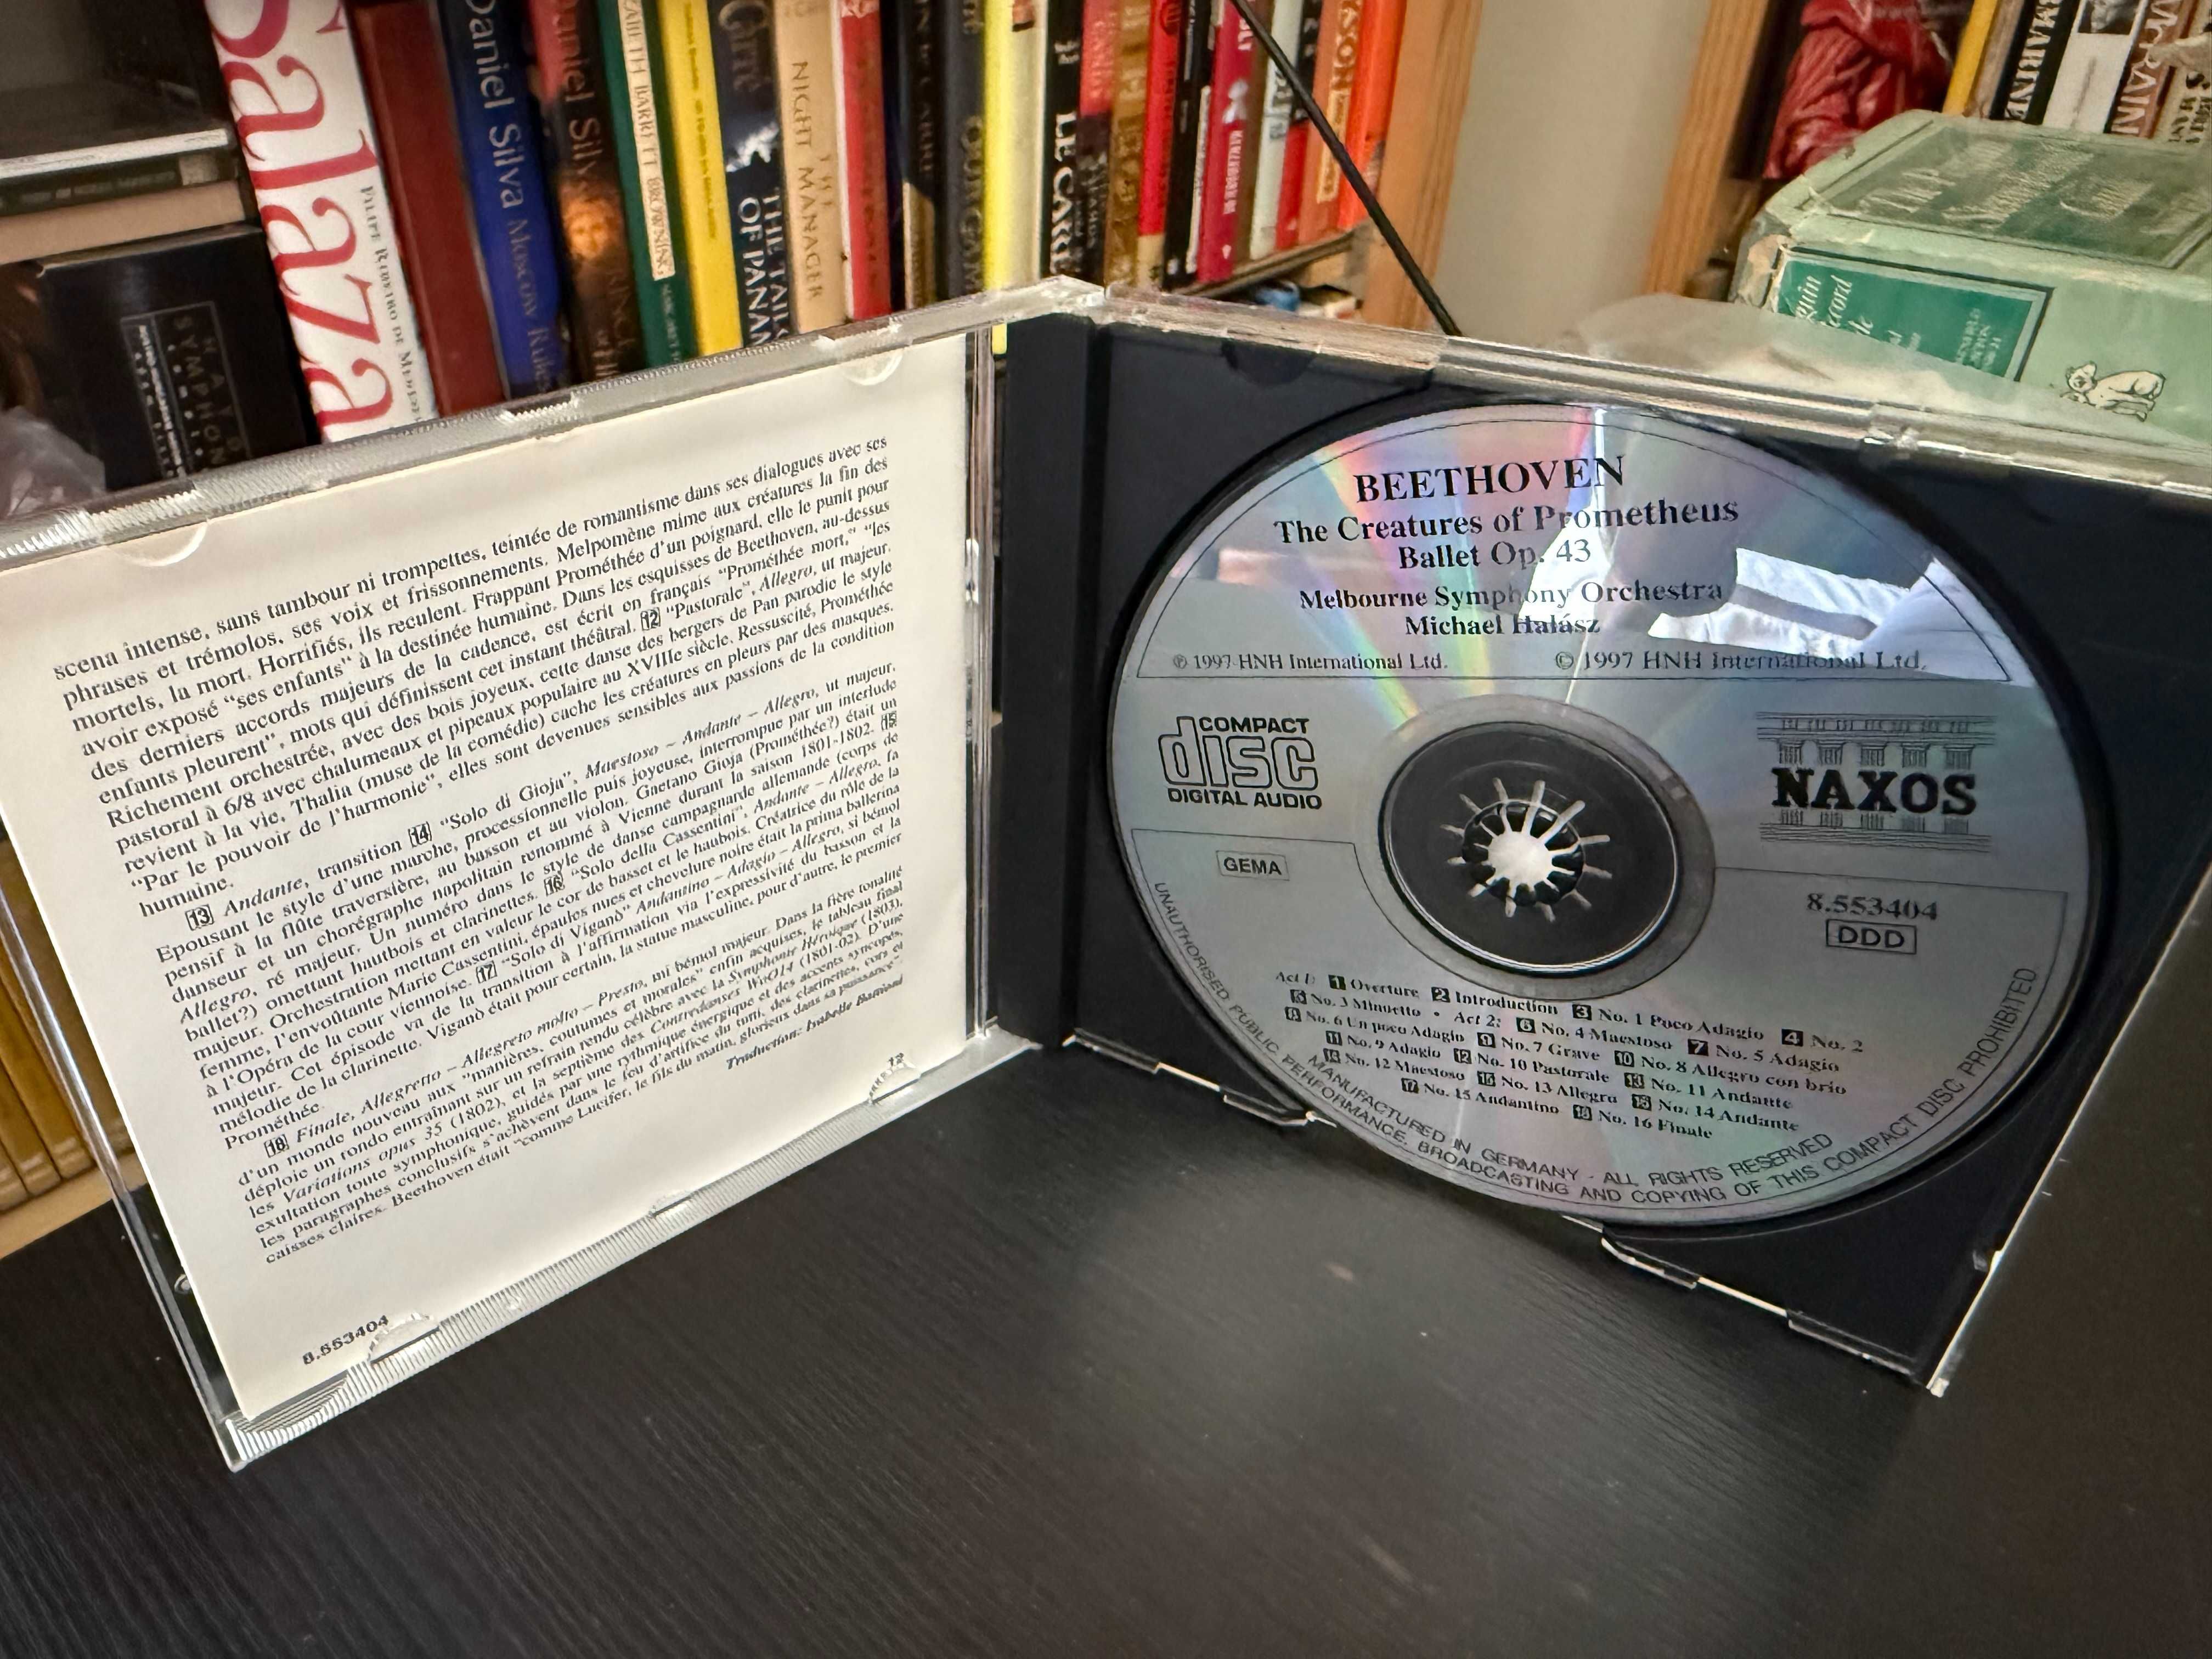 Salaza
FILIPE RIBEIRO DE
Daniel Silva Moscow Rules
BARRETT BROWNING
THE TAILOR
OF PANAMA
NIGHT MANAGER
LE CARRÉ
OUR GAME
HAYDN
SYMPHON
scena intense, sans tambour ni trompettes, teintée de romantisme dans ses dialogues avec ses
phrases et trémolos, ses voix et frissonnements. Melpomène mime aux créatures la fin des
mortels, la mort. Horrifiés, ils reculent. Frappant Prométhée d'un poignard, elle le punit pour
avoir exposé “ses enfants“ à la destinée humaine. Dans les esquisses de Beethoven, au-dessus
des derniers accords majeurs de la cadence, est écrit en français “Prométhée mort,“ “les
enfants pleurent“, mots qui définissent cet instant théâtral. 12 “Pastorale“, Allegro, ut majeur.
Richement orchestrée, avec des bois joyeux, cette danse des bergers de Pan parodie le style
pastoral à 6/8 avec chalumeaux et pipeaux populaire au XVIIIe siècle. Ressuscité, Prométhée
revient à la vie, Thalia (muse de la comédie) cache les créatures en pleurs par des masques.
“Par le pouvoir de l'harmonie“, elles sont devenues sensibles aux passions de la condition
humaine.
13 Andante, transition 14 “Solo di Gioja“, Maestoso – Andante – Allegro, ut majeur.
Epousant le style d'une marche, processionnelle puis joyeuse, interrompue par un interlude
pensif à la flûte traversière, au basson et au violon. Gaetano Gioja (Prométhée?) était un
danseur et un chorégraphe napolitain renommé à Vienne durant la saison 1801-1802. 15
Allegro, ré majeur. Un numéro dans le style de danse campagnarde allemande (corps de
ballet?) omettant hautbois et clarinettes. 16 “Solo della Cassentini“, Andante – Allegro, fa
majeur. Orchestration mettant en valeur le cor de basset et le hautbois. Créatrice du rôle de la
femme, l'envoûtante Marie Cassentini, épaules nues et chevelure noire était la prima ballerina
à l'Opéra de la cour viennoise. 17 “Solo di Viganò“ Andantino – Adagio – Allegro, si bémol
majeur. Cet épisode va de la transition à l'affirmation via l'expressivité du basson et la
mélodie de la clarinette. Viganò était pour certain, la statue masculine, pour d'autre, le premier
Prométhée.
18 Finale, Allegretto – Allegreto molto – Presto, mi bémol majeur. Dans la fière tonalité
d'un monde nouveau aux “manières, coutumes et morales“ enfin acquises, le tableau final
déploie un rondo entraînant sur un refrain rendu célèbre avec la Symphonie Héroïque (1803),
les Variations opus 35 (1802), et la septième des Contredanses WoO14 (1801-02). D'une
exultation toute symphonique, guidés par une rythmique énergique et des accents syncopés,
les paragraphes conclusifs s'achèvent dans le feu d'artifice du tutti, des clarinettes, cors et
caisses claires. Beethoven était “comme Lucifer, le fils du matin, glorieux dans sa puissance“.
Traduction: Isabelle
8.553404
12
BEETHOVEN
The Creatures of Prometheus
Ballet Op. 43
Melbourne Symphony Orchestra
Michael Halász
℗ 1997 HNH International Ltd. © 1997 HNH International Ltd.
COMPACT
disc
DIGITAL AUDIO
NAXOS
GEMA
8.553404
DDD
Act 1: 1 Overture 2 Introduction 3 No. 1 Poco Adagio 4 No. 2
5 No. 3 Minuetto • Act 2: 6 No. 4 Maestoso 7 No. 5 Adagio
8 No. 6 Un poco Adagio 9 No. 7 Grave 10 No. 8 Allegro con brio
11 No. 9 Adagio 12 No. 10 Pastorale 13 No. 11 Andante
14 No. 12 Maestoso 15 No. 13 Allegro 16 No. 14 Andante
17 No. 15 Andantino 18 No. 16 Finale
MANUFACTURED IN GERMANY - ALL RIGHTS RESERVED
UNAUTHORISED PUBLIC PERFORMANCE, BROADCASTING AND COPYING OF THIS COMPACT DISC PROHIBITED